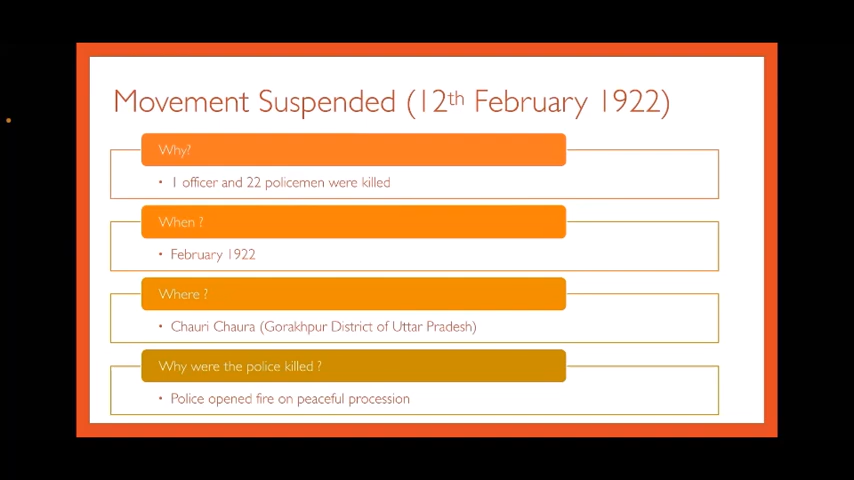 Movement Suspended (12th February 1922)
Why?
• 1 officer and 22 policemen were killed
When ?
• February 1922
Where ?
• Chauri Chaura (Gorakhpur District of Uttar Pradesh)
Why were the police killed ?
• Police opened fire on peaceful procession